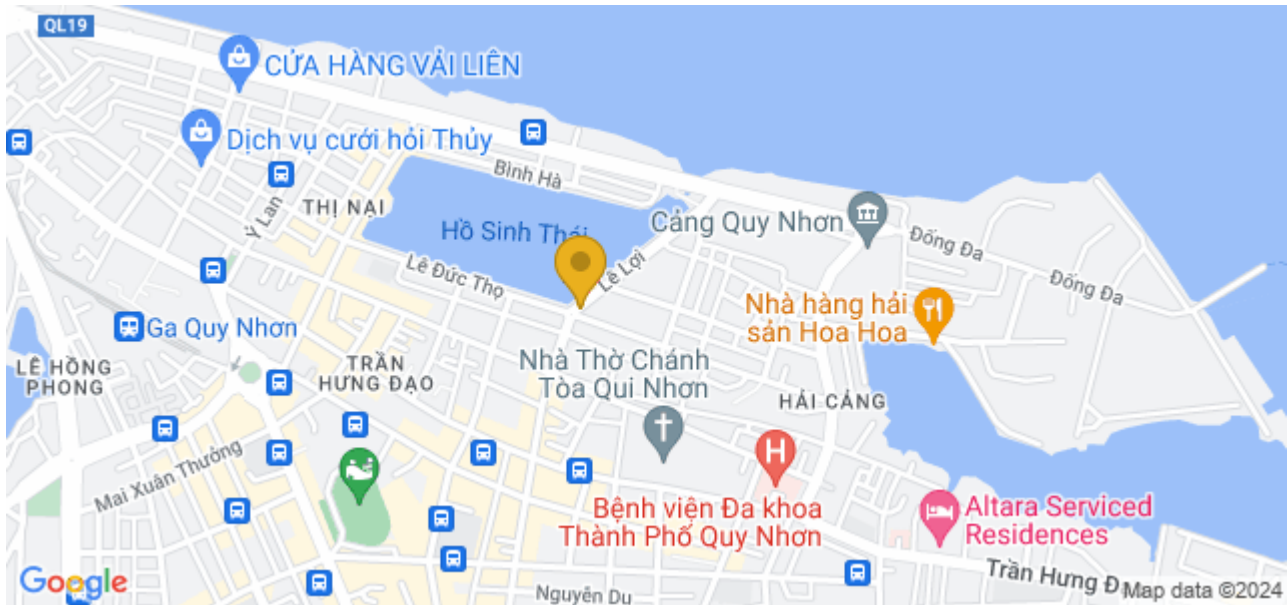 QL19
CỬA HÀNG VẢI LIÊN
Dịch vụ cưới hỏi Thủy
Bình Hà
Ý Lan
THỊ NẠI
Hồ Sinh Thái
Cảng Quy Nhơn
Đống Đa
Lê Lợi
Lê Đức Thọ
Đống Đa
Nhà hàng hải
sản Hoa Hoa
Ga Quy Nhơn
LÊ HỒNG
PHONG
TRẦN
HƯNG ĐẠO
Nhà Thờ Chánh
Tòa Qui Nhơn
HẢI CẢNG
Mai Xuân Thưởng
H
Bệnh viện Đa khoa
Thành Phố Quy Nhơn
Altara Serviced
Residences
Trần Hưng Đ
Google
Nguyễn Du
Map data ©2024